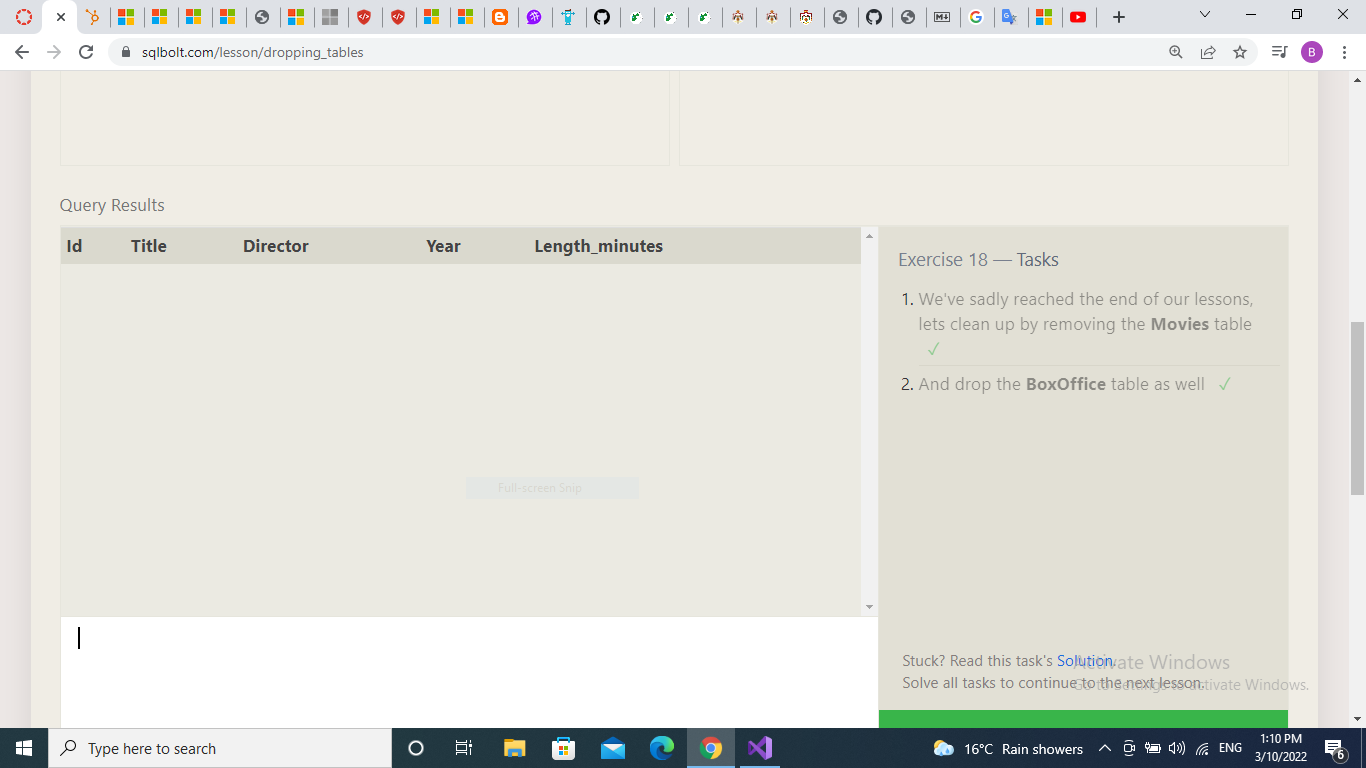 sqlbolt.com/lesson/dropping_tables
B
Query Results
Id Title Director Year Length_minutes
Exercise 18 — Tasks
1. We've sadly reached the end of our lessons,
lets clean up by removing the Movies table
✓
2. And drop the BoxOffice table as well ✓
Full-screen Snip
Stuck? Read this task's Solution.
Solve all tasks to continue to the next lesson.
Activate Windows
Go to Settings to activate Windows.
Type here to search
16°C Rain showers
ENG
1:10 PM
3/10/2022
6